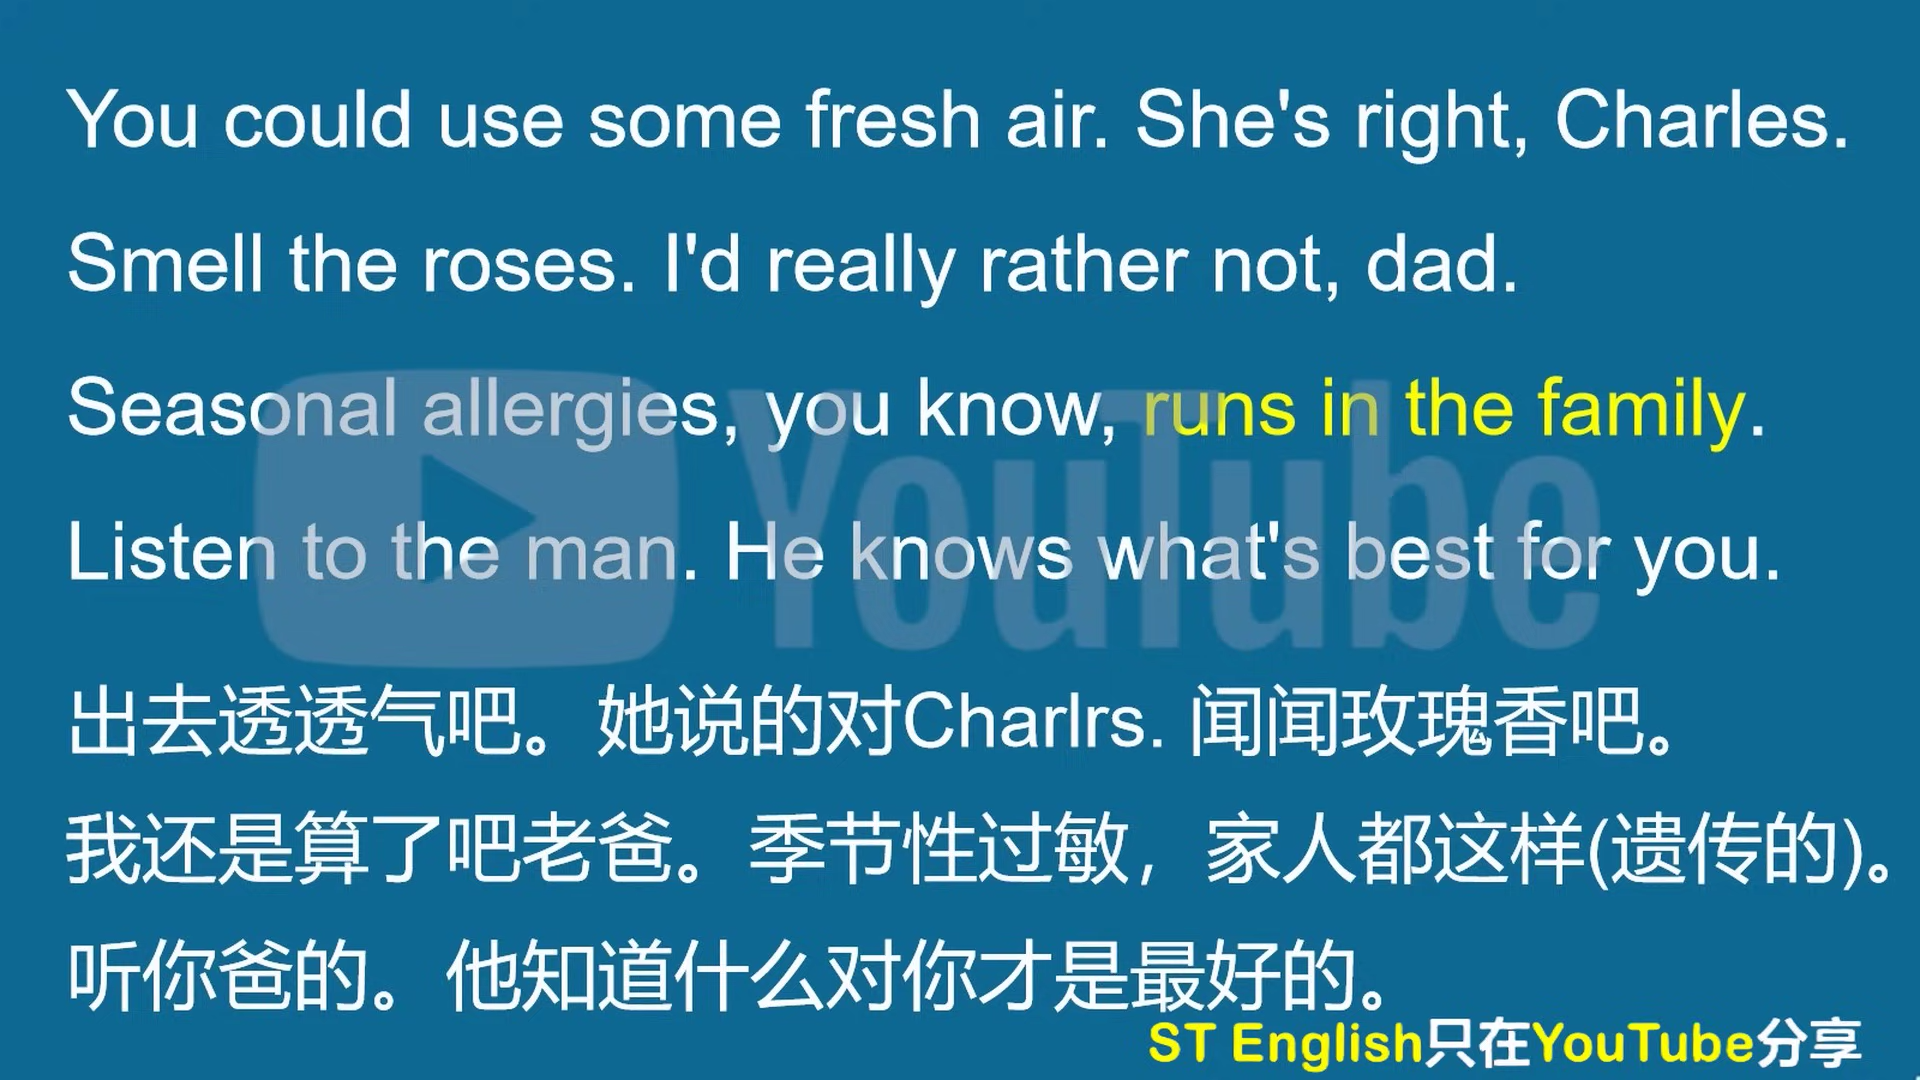 You could use some fresh air. She's right, Charles.
Smell the roses. I'd really rather not, dad.
Seasonal allergies, you know, runs in the family.
YouTube
Listen to the man. He knows what's best for you.
出去透透气吧。她说的对Charlrs. 闻闻玫瑰香吧。
我还是算了吧老爸。季节性过敏，家人都这样(遗传的)。
听你爸的。他知道什么对你才是最好的。
ST English只在YouTube分享